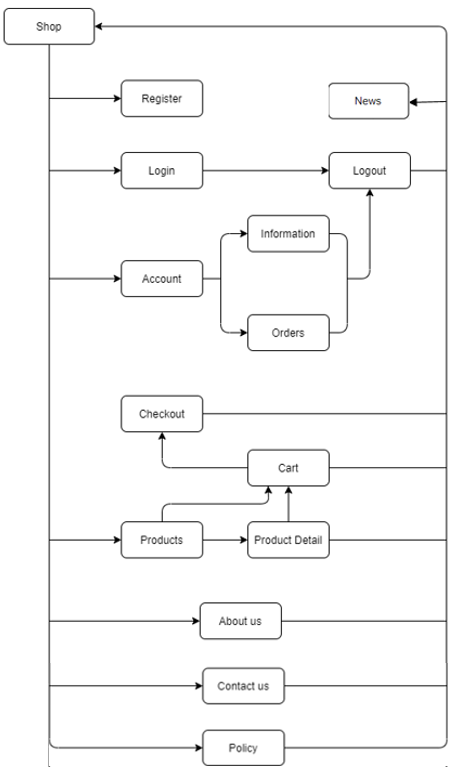 Shop
Register
News
Login
Logout
Information
Account
Orders
Checkout
Cart
Products
Product Detail
About us
Contact us
Policy